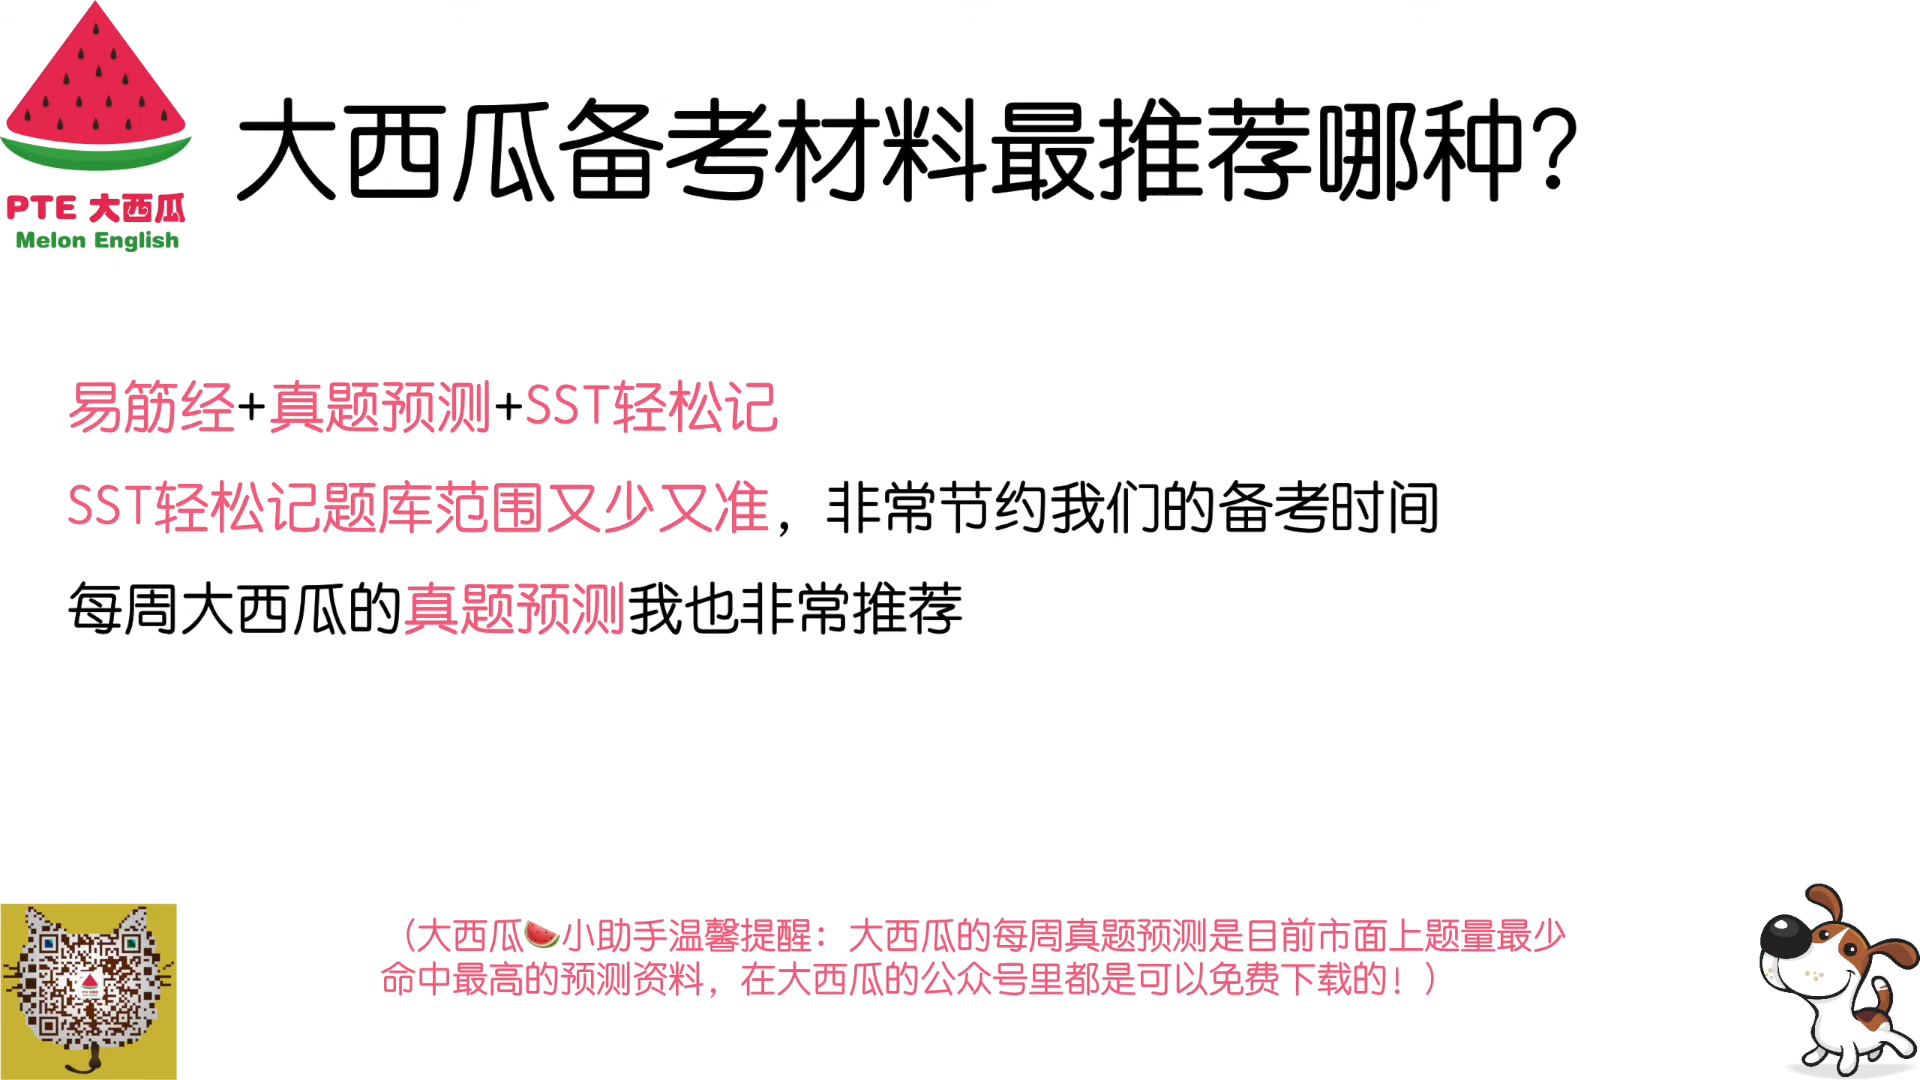 PTE 大西瓜
Melon English
大西瓜备考材料最推荐哪种?
易筋经+真题预测+SST轻松记
SST轻松记题库范围又少又准，非常节约我们的备考时间
每周大西瓜的真题预测我也非常推荐
（大西瓜🍉小助手温馨提醒：大西瓜的每周真题预测是目前市面上题量最少
命中最高的预测资料，在大西瓜的公众号里都是可以免费下载的！）